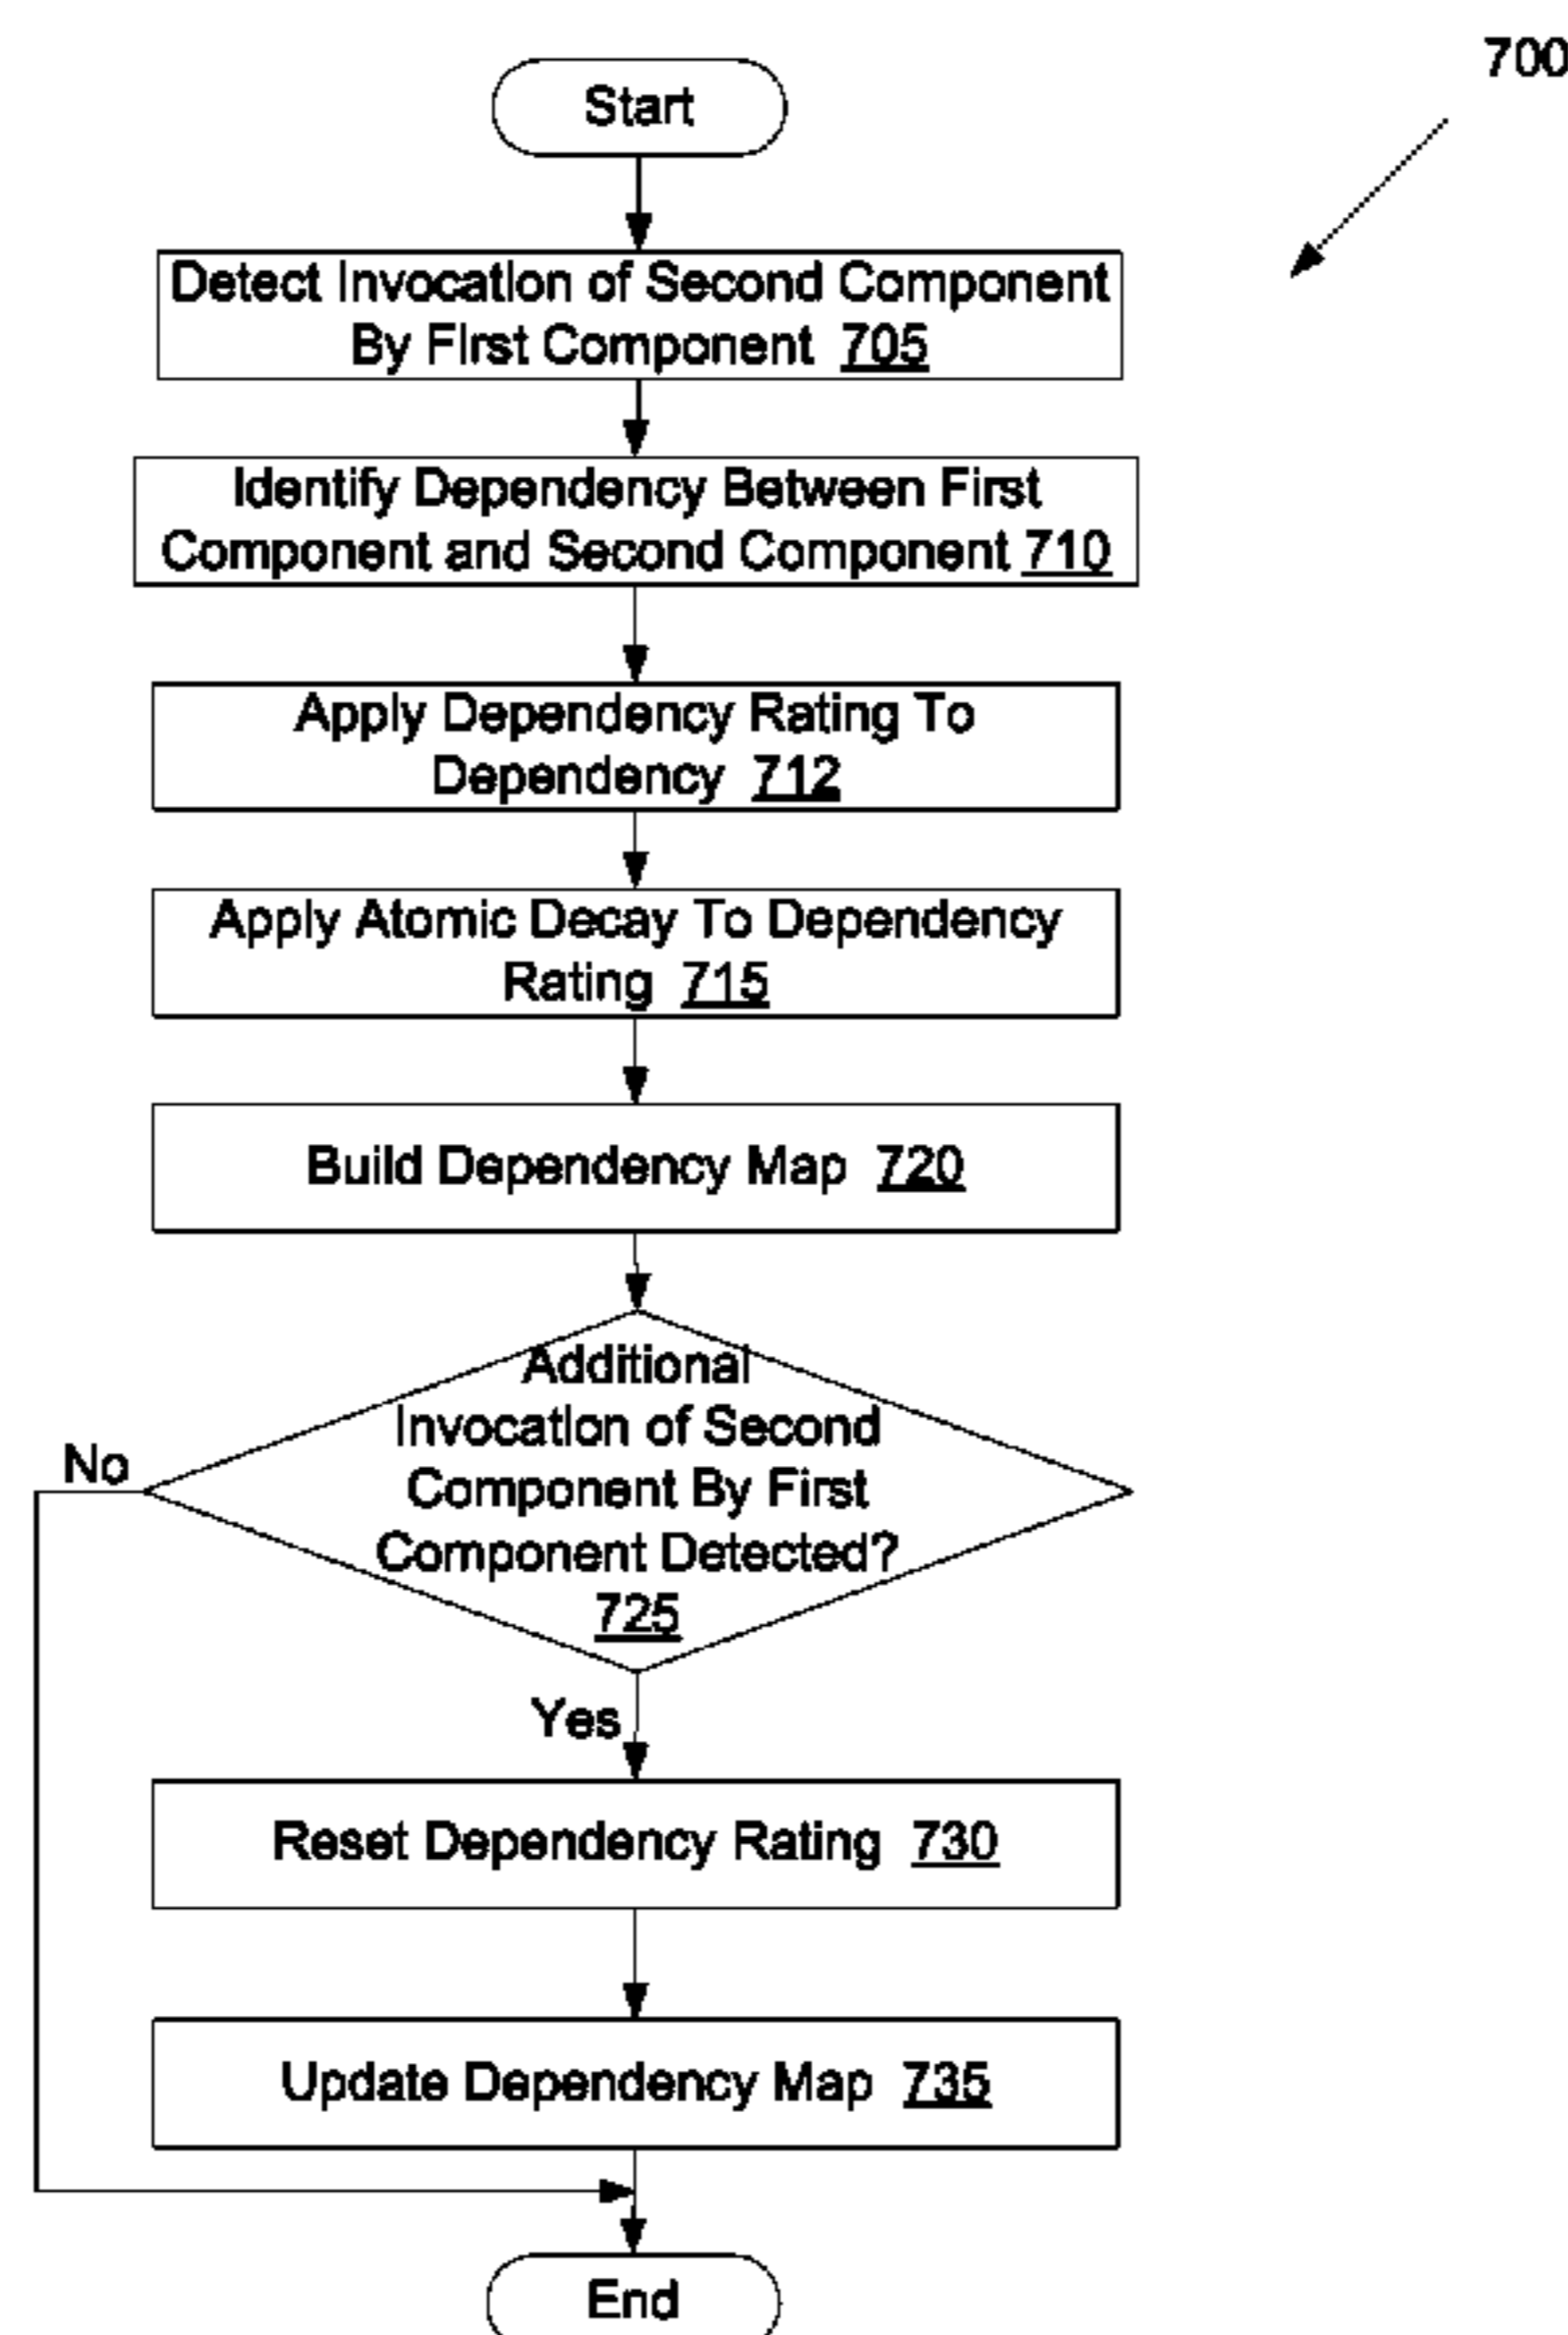 700
Start
Detect Invocation of Second Component
By First Component 705
Identify Dependency Between First
Component and Second Component 710
Apply Dependency Rating To
Dependency 712
Apply Atomic Decay To Dependency
Rating 715
Build Dependency Map 720
Additional
Invocation of Second
Component By First
Component Detected?
725
No
Yes
Reset Dependency Rating 730
Update Dependency Map 735
End